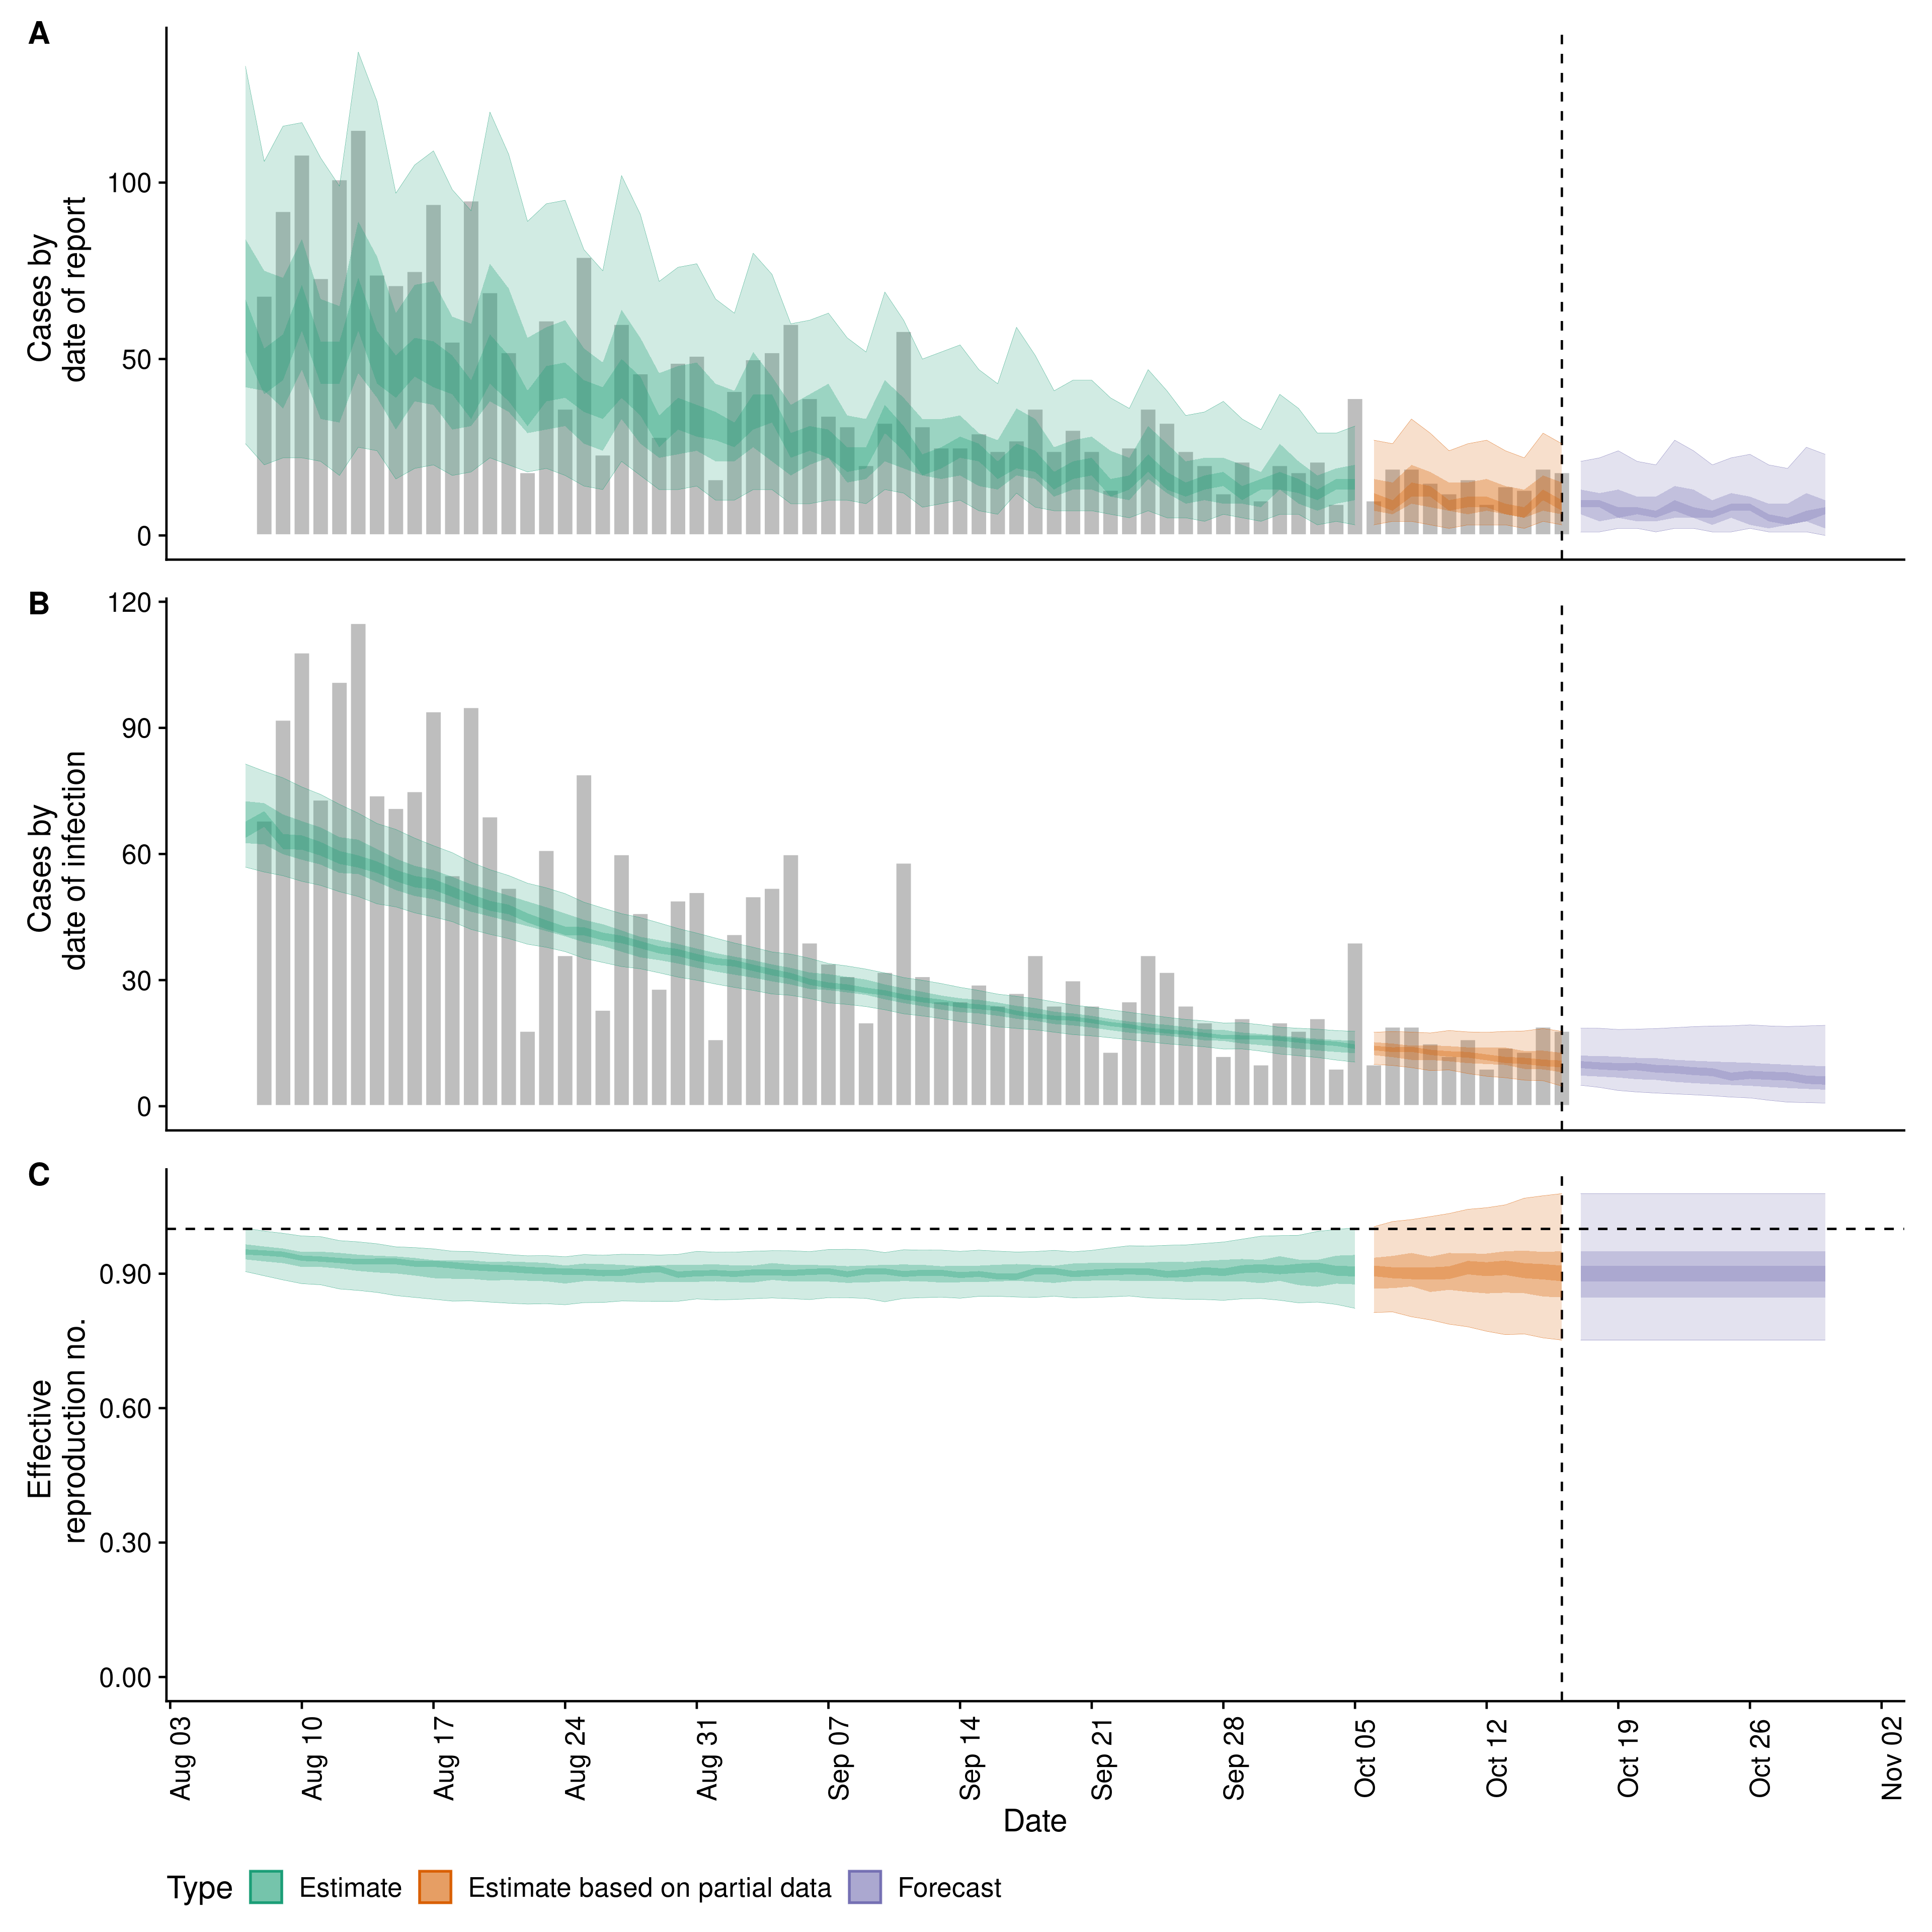 A
Cases by
date of report
100
50
0
B
Cases by
date of infection
120
90
60
30
0
C
Effective
reproduction no.
0.90
0.60
0.30
0.00
Aug 03
Aug 10
Aug 17
Aug 24
Aug 31
Sep 07
Sep 14
Sep 21
Sep 28
Oct 05
Oct 12
Oct 19
Oct 26
Nov 02
Date
Type Estimate Estimate based on partial data Forecast